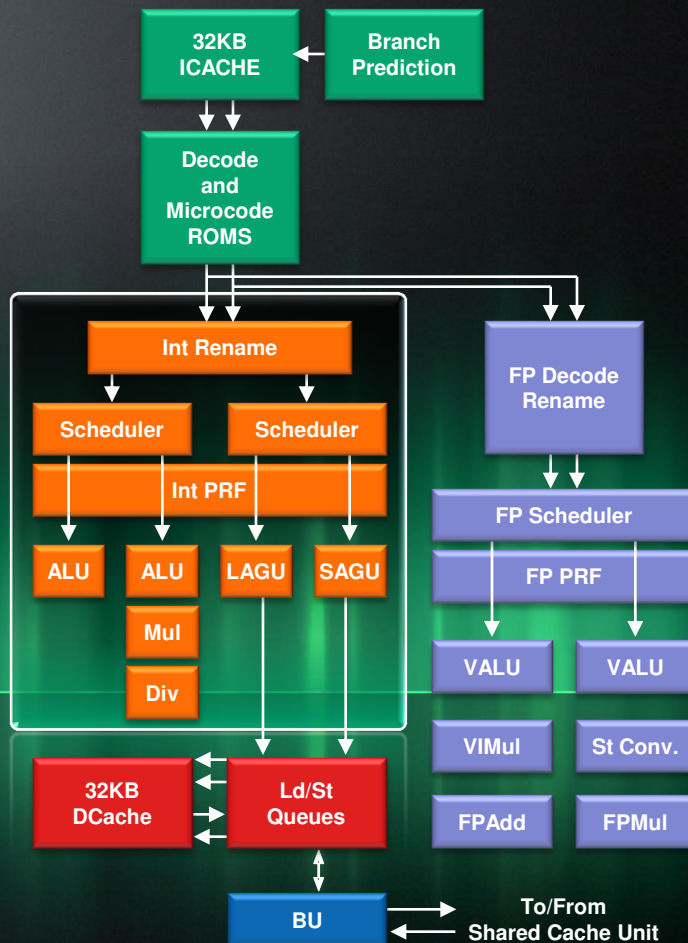 32KB
ICACHE
Branch
Prediction
Decode
and
Microcode
ROMS
Int Rename
Scheduler
Scheduler
Int PRF
ALU
ALU
LAGU
SAGU
Mul
Div
FP Decode
Rename
FP Scheduler
FP PRF
VALU
VALU
VIMul
St Conv.
FPAdd
FPMul
32KB
DCache
Ld/St
Queues
BU
To/From
Shared Cache Unit